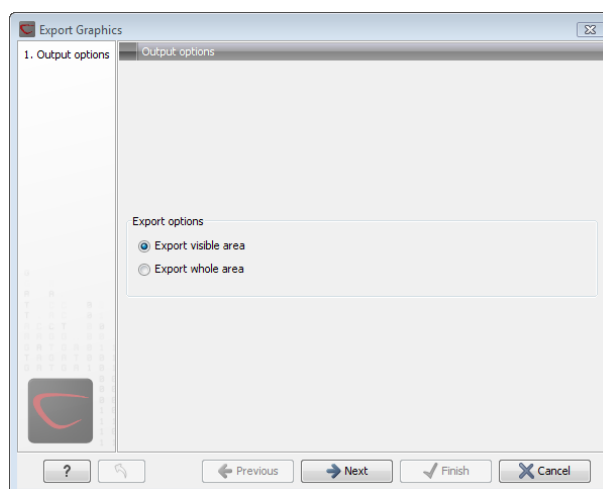 Export Graphics
1. Output options
Output options
Export options
Export visible area
Export whole area
?
Previous
Next
Finish
Cancel